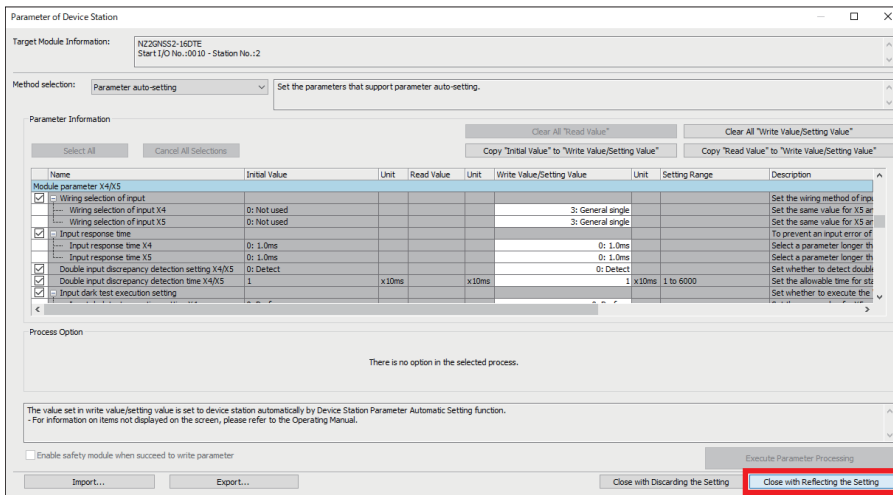 Parameter of Device Station
Target Module Information:
NZ2GNSS2-16DTE
Start I/O No.:0010 - Station No.:2
Method selection: Parameter auto-setting Set the parameters that support parameter auto-setting.
Parameter Information
Clear All "Read Value" Clear All "Write Value/Setting Value"
Select All Cancel All Selections Copy "Initial Value" to "Write Value/Setting Value" Copy "Read Value" to "Write Value/Setting Value"
Name Initial Value Unit Read Value Unit Write Value/Setting Value Unit Setting Range Description
Module parameter X4/X5
Wiring selection of input Set the wiring method of inpu
Wiring selection of input X4 0: Not used 3: General single Set the same value for X5 an
Wiring selection of input X5 0: Not used 3: General single Set the same value for X5 an
Input response time To prevent an input error of
Input response time X4 0: 1.0ms 0: 1.0ms Select a parameter longer th
Input response time X5 0: 1.0ms 0: 1.0ms Select a parameter longer th
Double input discrepancy detection setting X4/X5 0: Detect 0: Detect Set whether to detect doubl
Double input discrepancy detection time X4/X5 1 x10ms x10ms 1 x10ms 1 to 6000 Set the allowable time for sta
Input dark test execution setting Set whether to execute the
Process Option
There is no option in the selected process.
The value set in write value/setting value is set to device station automatically by Device Station Parameter Automatic Setting function.
- For information on items not displayed on the screen, please refer to the Operating Manual.
Enable safety module when succeed to write parameter Execute Parameter Processing
Import... Export... Close with Discarding the Setting Close with Reflecting the Setting